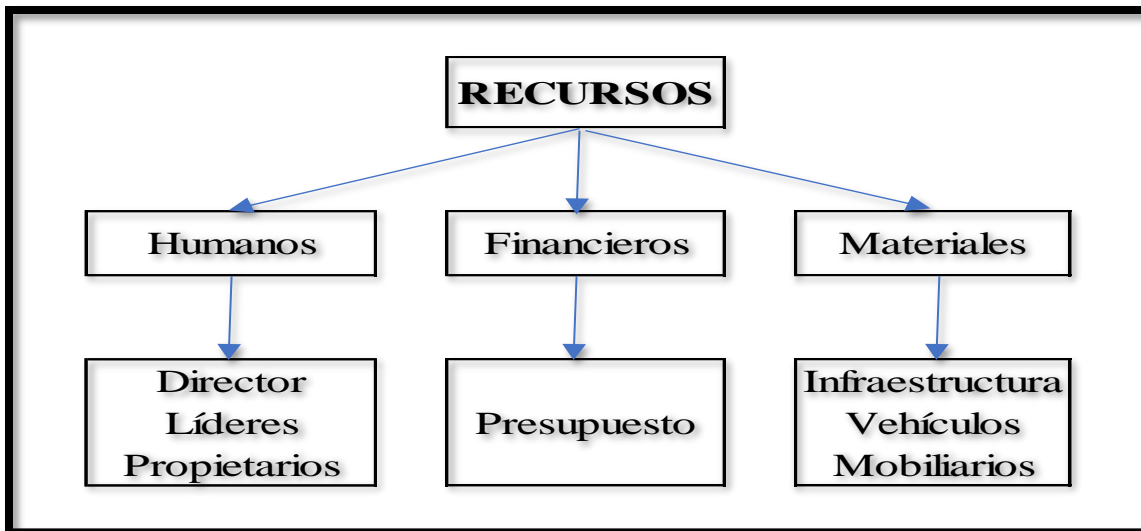 RECURSOS
Humanos
Financieros
Materiales
Director
Líderes
Propietarios
Presupuesto
Infraestructura
Vehículos
Mobiliarios